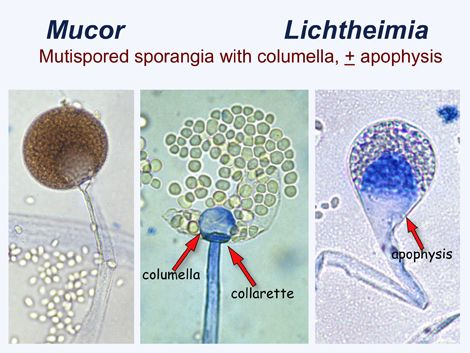 Mucor Lichtheimia
Mutispored sporangia with columella, + apophysis
columella
collarette
apophysis